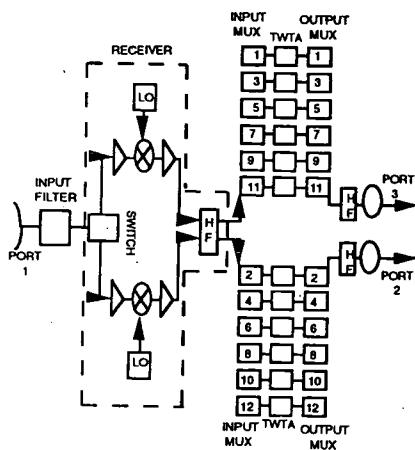 RECEIVER
LO
INPUT
FILTER
PORT
1
SWITCH
LO
H
F
INPUT
MUX
TWTA
OUTPUT
MUX
1 1
3 3
5 5
7 7
9 9
11 11
H
F
PORT
3
H
F
PORT
2
2 2
4 4
6 6
8 8
10 10
12 12
INPUT
MUX
TWTA
OUTPUT
MUX